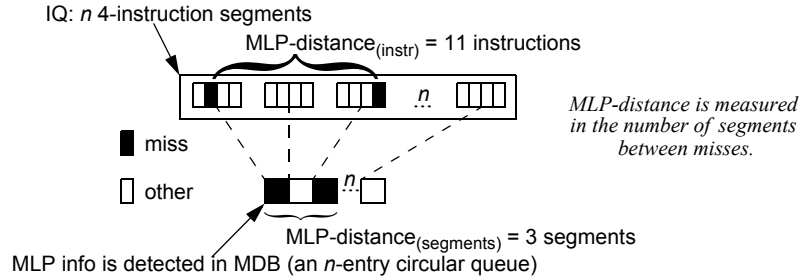 IQ: n 4-instruction segments
MLP-distance(instr) = 11 instructions
n
...
MLP-distance is measured
in the number of segments
between misses.
miss
other
n
...
MLP-distance(segments) = 3 segments
MLP info is detected in MDB (an n-entry circular queue)